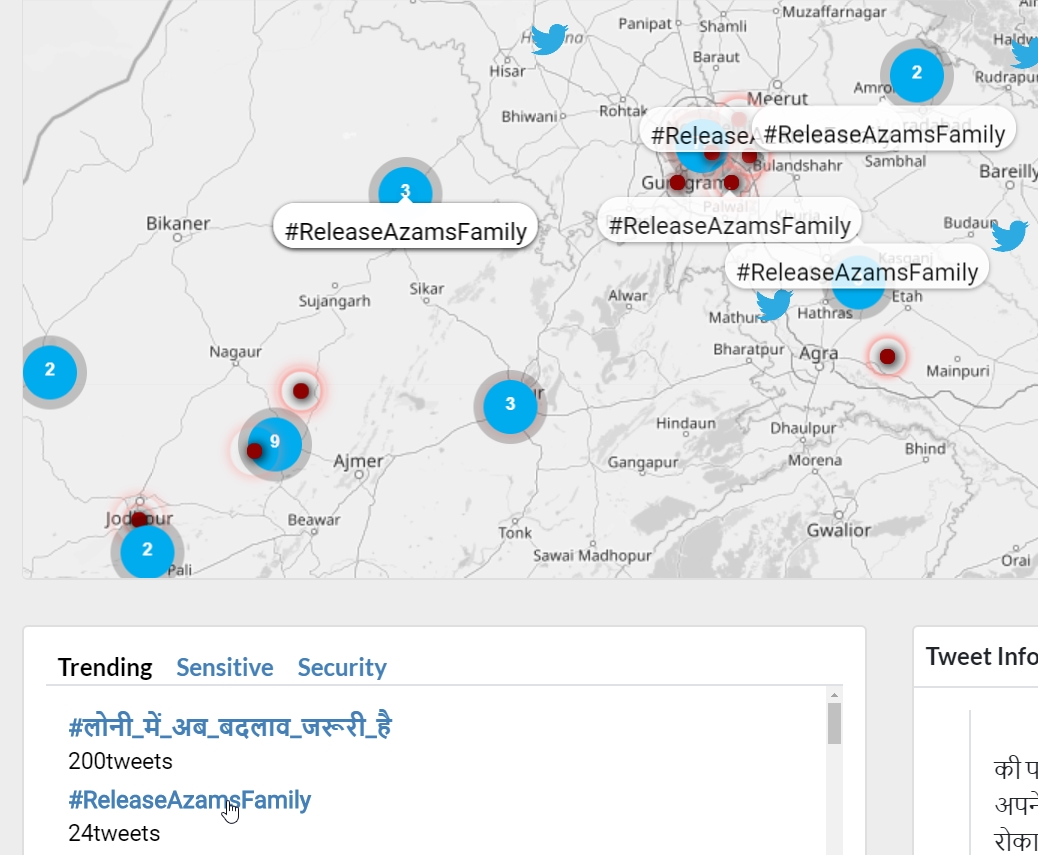 Panipat
Shamli
Muzaffarnagar
Hisar
Baraut
Rudrapur
2
Meerut
Bhiwani
Rohtak
#ReleaseA
#ReleaseAzamsFamily
Bulandshahr
Sambhal
Bareilly
Gurugram
3
#ReleaseAzamsFamily
Bikaner
Palwal
Khurja
#ReleaseAzamsFamily
Budaun
Kasganj
#ReleaseAzamsFamily
Sujangarh
Sikar
Alwar
Etah
Mathura
Hathras
Nagaur
Bharatpur
Agra
Mainpuri
2
3
9
Hindaun
Dhaulpur
Ajmer
Gangapur
Morena
Bhind
Jodhpur
Beawar
Tonk
Gwalior
2
Sawai Madhopur
Orai
Pali
Trending Sensitive Security
#लोनी_में_अब_बदलाव_जरूरी_है
200tweets
#ReleaseAzamsFamily
24tweets
Tweet Info
की
अपने